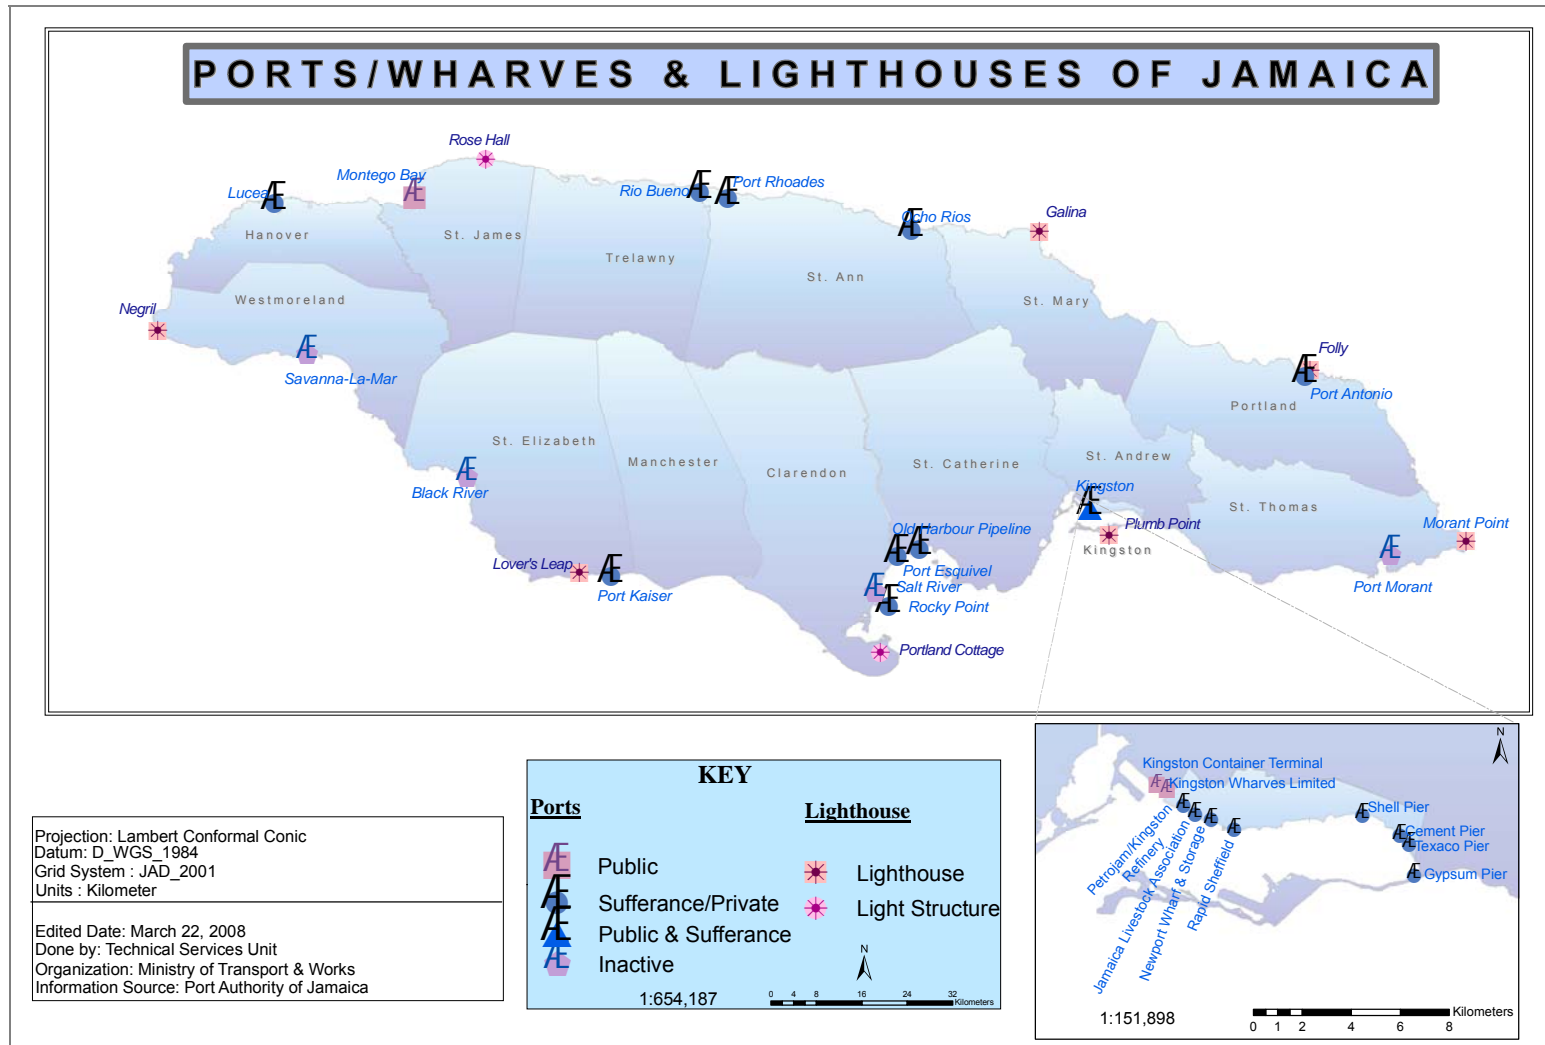 PORTS/WHARVES & LIGHTHOUSES OF JAMAICA
Rose Hall
Montego Bay
Lucea
Rio Bueno
Port Rhoades
Ocho Rios
Galina
Hanover
St. James
Trelawny
St. Ann
St. Mary
Westmoreland
Negril
Savanna-La-Mar
Folly
Port Antonio
Portland
St. Elizabeth
Manchester
Clarendon
St. Catherine
St. Andrew
Black River
Kingston
St. Thomas
Plumb Point
Morant Point
Old Harbour Pipeline
Kingston
Lover's Leap
Port Esquivel
Port Kaiser
Salt River
Port Morant
Rocky Point
Portland Cottage
Projection: Lambert Conformal Conic
Datum: D_WGS_1984
Grid System : JAD_2001
Units : Kilometer
Edited Date: March 22, 2008
Done by: Technical Services Unit
Organization: Ministry of Transport & Works
Information Source: Port Authority of Jamaica
KEY
Ports
Lighthouse
Æ Public
Æ Sufferance/Private
Æ Public & Sufferance
Æ Inactive
Lighthouse
Light Structure
N
1:654,187
0 4 8 16 24 32
Kilometers
N
Kingston Container Terminal
Kingston Wharves Limited
Shell Pier
Cement Pier
Texaco Pier
Gypsum Pier
Petrojam/Kingston
Refinery
Jamaica Livestock Association
Newport Wharf & Storage
Rapid Sheffield
1:151,898
Kilometers
0 1 2 4 6 8